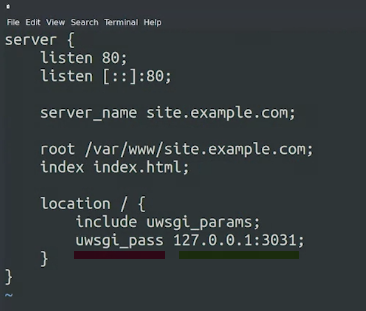 File Edit View Search Terminal Help
server {
    listen 80;
    listen [::]:80;

    server_name site.example.com;

    root /var/www/site.example.com;
    index index.html;

    location / {
        include uwsgi_params;
        uwsgi_pass 127.0.0.1:3031;
    }
}
~